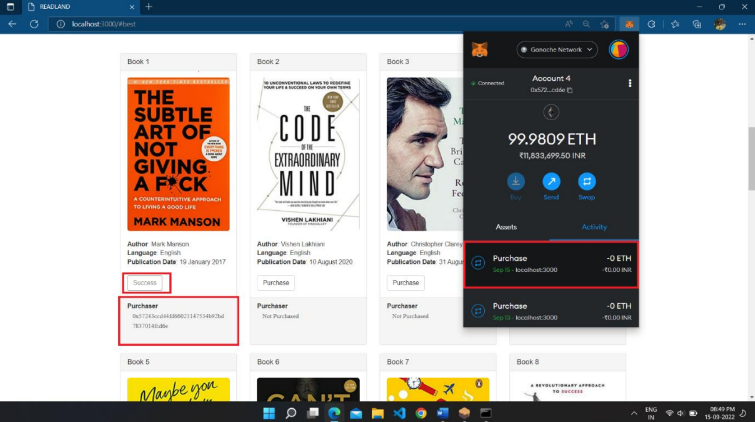 READLAND
localhost:3000/#best
Book 1
Book 2
Book 3
THE
SUBTLE
ART OF
NOT
GIVING
A F*CK
A COUNTERINTUITIVE APPROACH
TO LIVING A GOOD LIFE
MARK MANSON
10 UNCONVENTIONAL LAWS TO REDEFINE
YOUR LIFE & SUCCEED ON YOUR OWN TERMS
THE
CODE
OF THE
EXTRAORDINARY
MIND
VISHEN LAKHIANI
Author Mark Manson
Language English
Publication Date 19 January 2017
Success
Purchaser
Author Vishen Lakhiani
Language English
Publication Date 10 August 2020
Purchase
Purchaser
Not Purchased
Author Christopher Clarey
Language English
Publication Date 31 Augu
Purchase
Purchaser
Not Purchased
Ganache Network
Connected
Account 4
0x572...cd6e
99.9809 ETH
₹11,833,699.50 INR
Buy
Send
Swap
Assets
Activity
Purchase
-0 ETH
Sep 15 · localhost:3000
-₹0.00 INR
Purchase
-0 ETH
Sep 15 · localhost:3000
-₹0.00 INR
Book 5
Book 6
Book 7
Book 8
Maybe you
CAN'T
A REVOLUTIONARY APPROACH
TO SUCCESS
ENG
IN
08:49 PM
15-09-2022